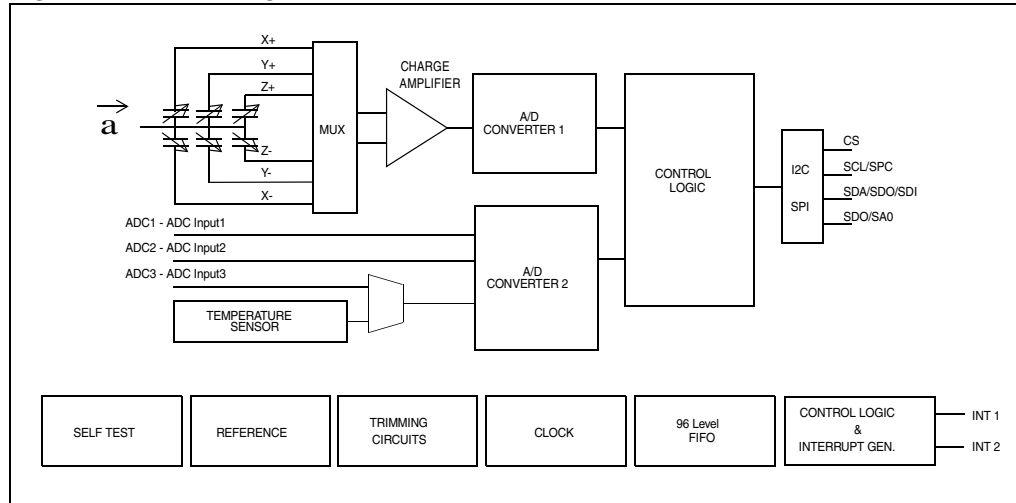 X+
Y+
Z+
CHARGE
AMPLIFIER
a
MUX
A/D
CONVERTER 1
CONTROL
LOGIC
I2C
SPI
CS
SCL/SPC
SDA/SDO/SDI
SDO/SA0
Z-
Y-
X-
ADC1 - ADC Input1
ADC2 - ADC Input2
ADC3 - ADC Input3
A/D
CONVERTER 2
TEMPERATURE
SENSOR
SELF TEST
REFERENCE
TRIMMING
CIRCUITS
CLOCK
96 Level
FIFO
CONTROL LOGIC
&
INTERRUPT GEN.
INT 1
INT 2